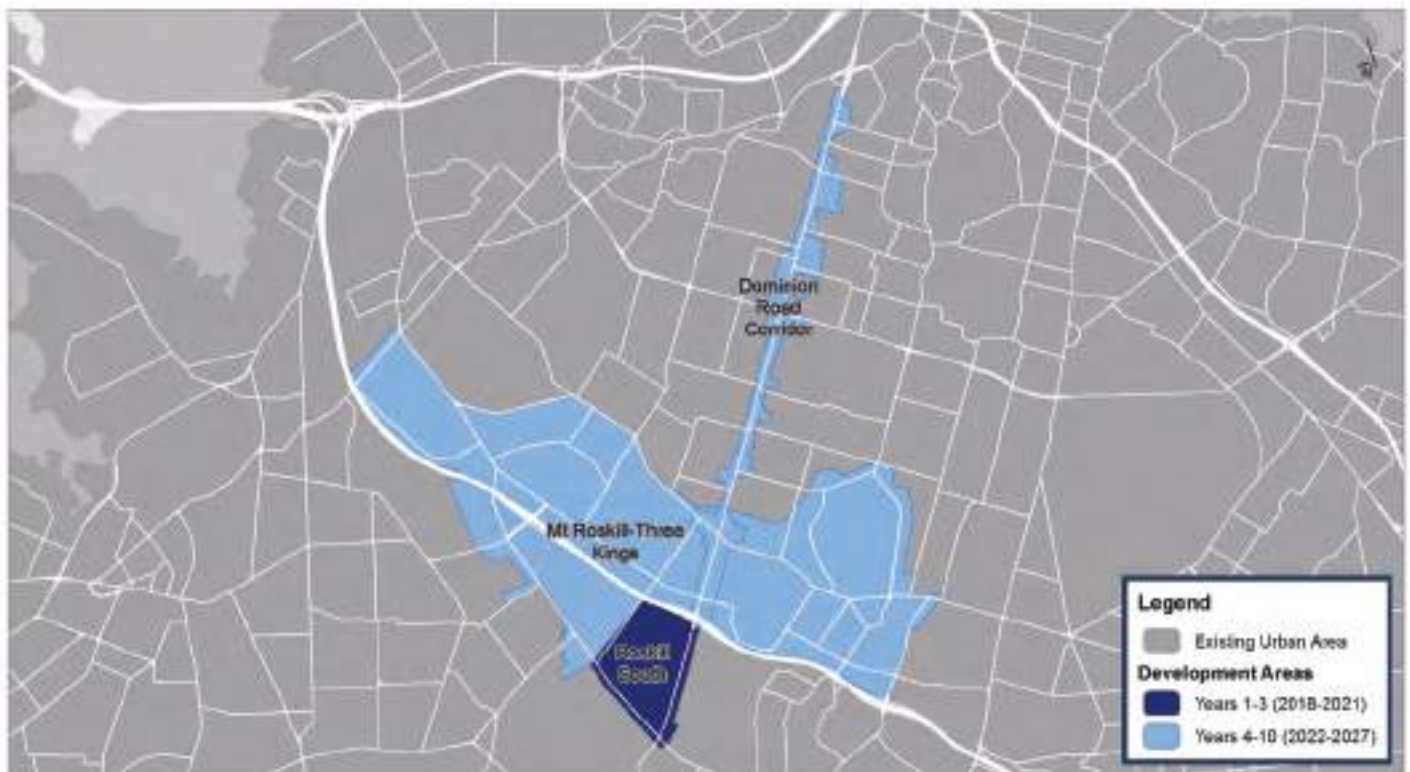 Dominion
Road
Corridor
Mt Roskill-Three
Kings
Roskill
South
Legend
Existing Urban Area
Development Areas
Years 1-3 (2018-2021)
Years 4-10 (2022-2027)